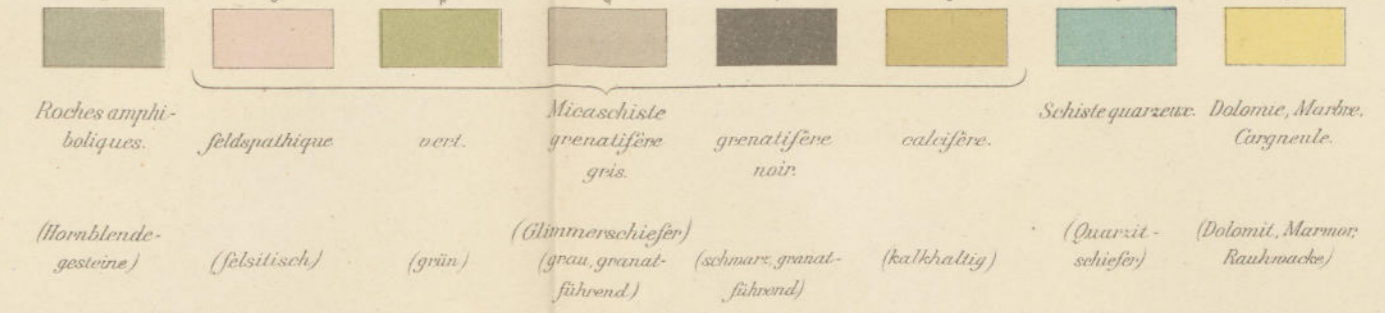 Roches amphi-
boliques.
feldspathique
vert.
Micaschiste
grenatifère
gris.
grenatifère
noir.
calcifère.
Schiste quarzeux.
Dolomie, Marbre,
Cargneule.
(Hornblende-
gesteine)
(felsitisch)
(grün)
(Glimmerschiefer)
(grau, granat-
führend)
(schwarz, granat-
führend)
(kalkhaltig)
(Quarzit-
schiefer)
(Dolomit, Marmor,
Rauhwacke)